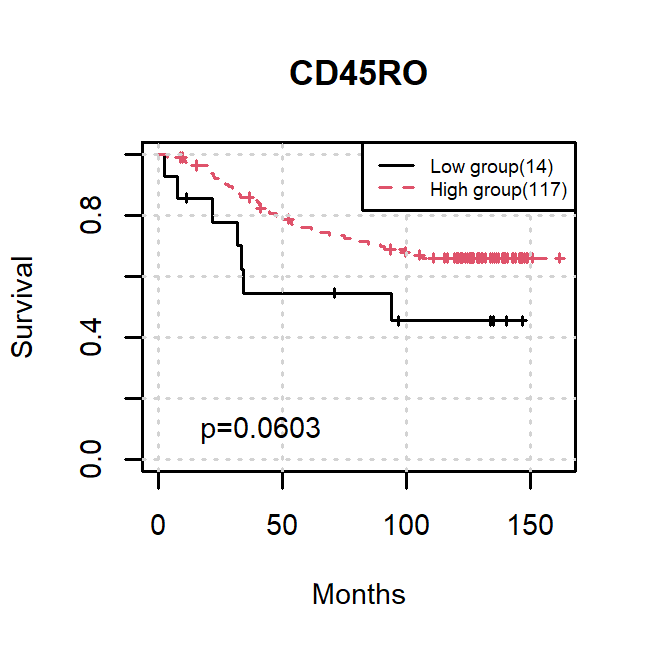 CD45RO
Low group(14)
High group(117)
Survival
0.8
0.4
0.0
p=0.0603
0
50
100
150
Months